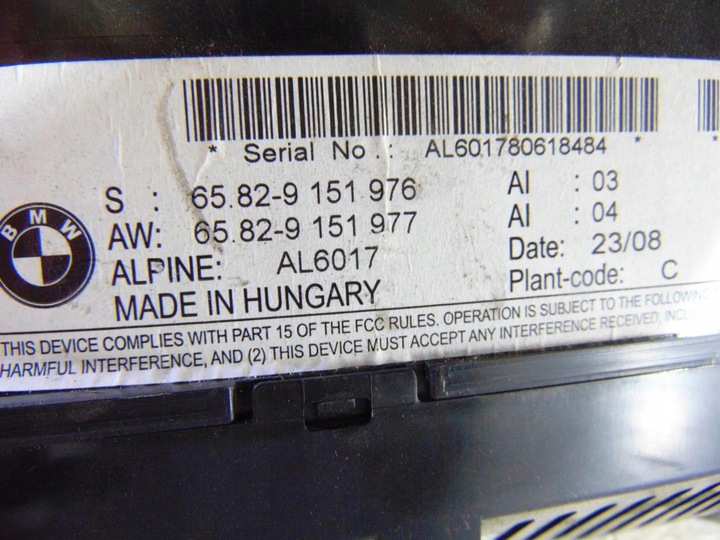 * Serial No.: AL601780618484 * *
S : 65.82-9 151 976 AI : 03
AW: 65.82-9 151 977 AI : 04
ALPINE: AL6017 Date: 23/08
MADE IN HUNGARY Plant-code: C
BMW
THIS DEVICE COMPLIES WITH PART 15 OF THE FCC RULES. OPERATION IS SUBJECT TO THE FOLLOWING
HARMFUL INTERFERENCE, AND (2) THIS DEVICE MUST ACCEPT ANY INTERFERENCE RECEIVED,